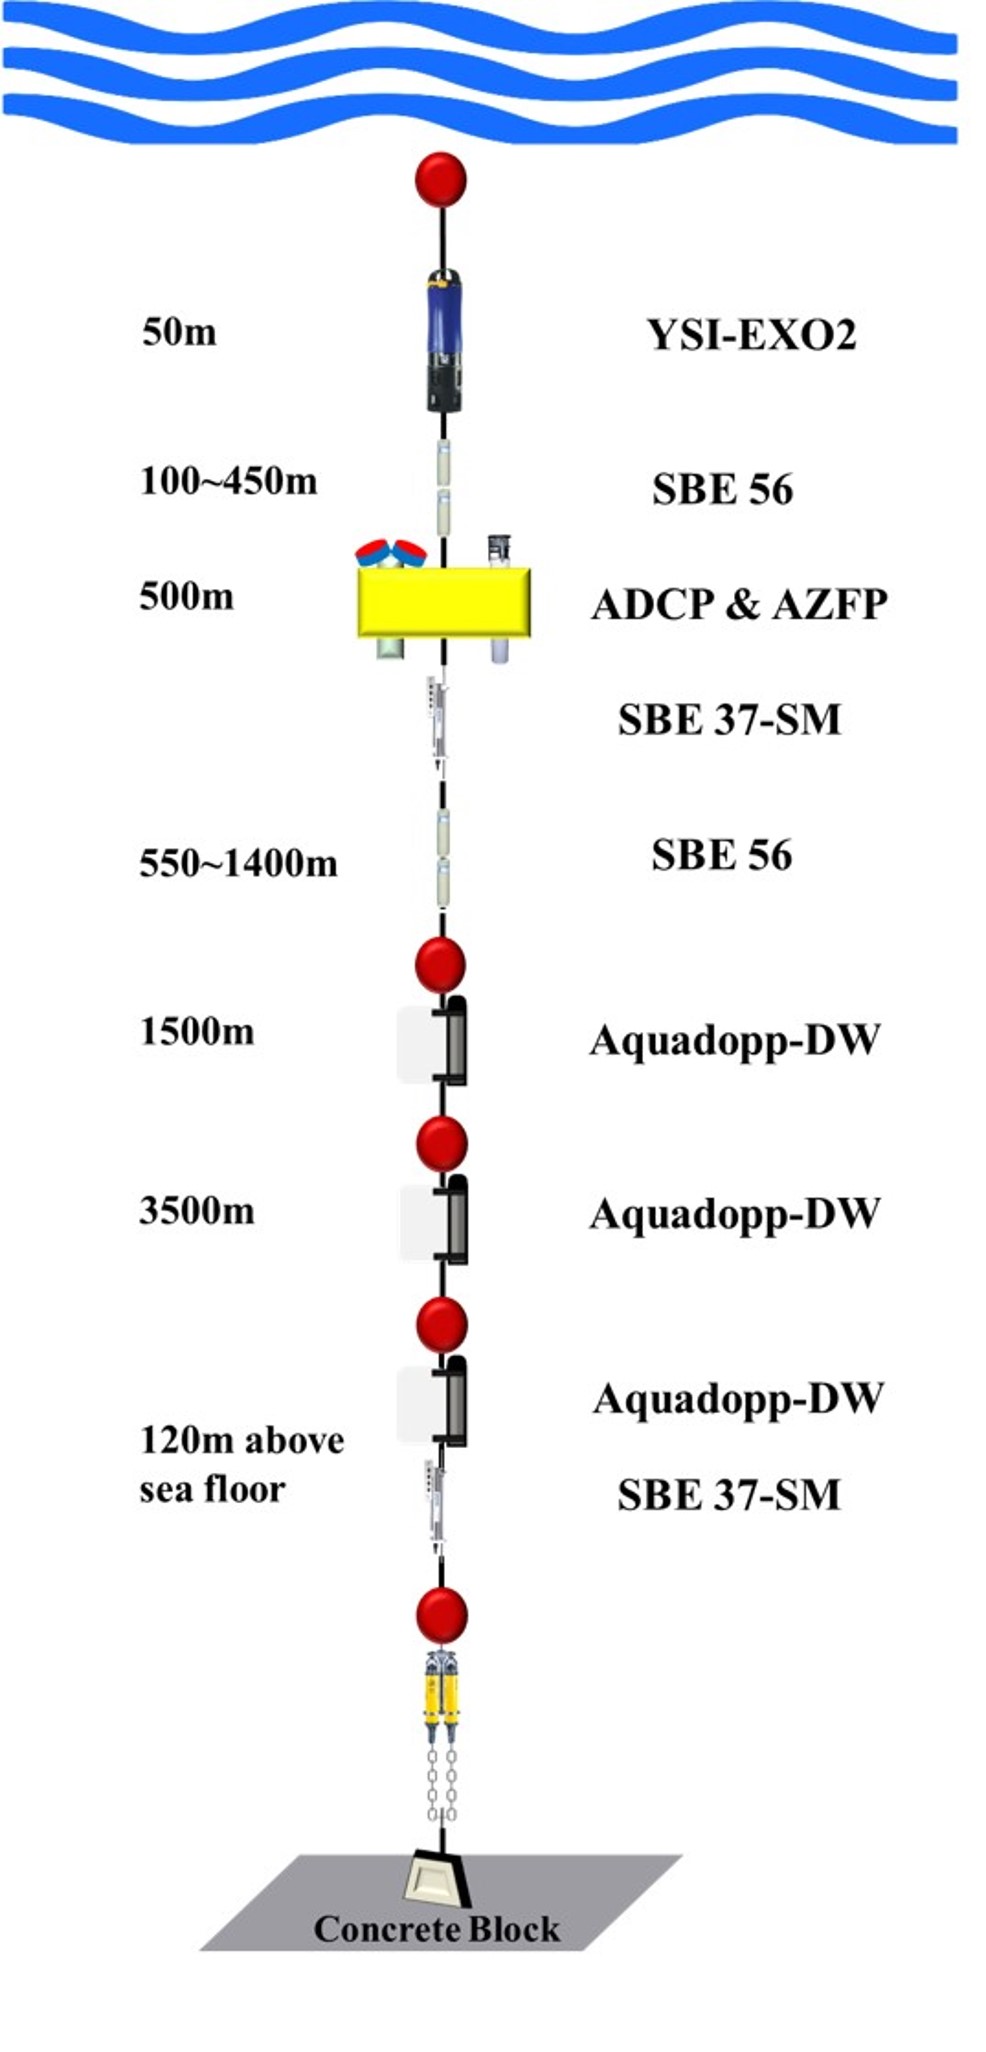 50m
YSI-EXO2
100~450m
SBE 56
500m
ADCP & AZFP
SBE 37-SM
550~1400m
SBE 56
1500m
Aquadopp-DW
3500m
Aquadopp-DW
Aquadopp-DW
120m above
sea floor
SBE 37-SM
Concrete Block